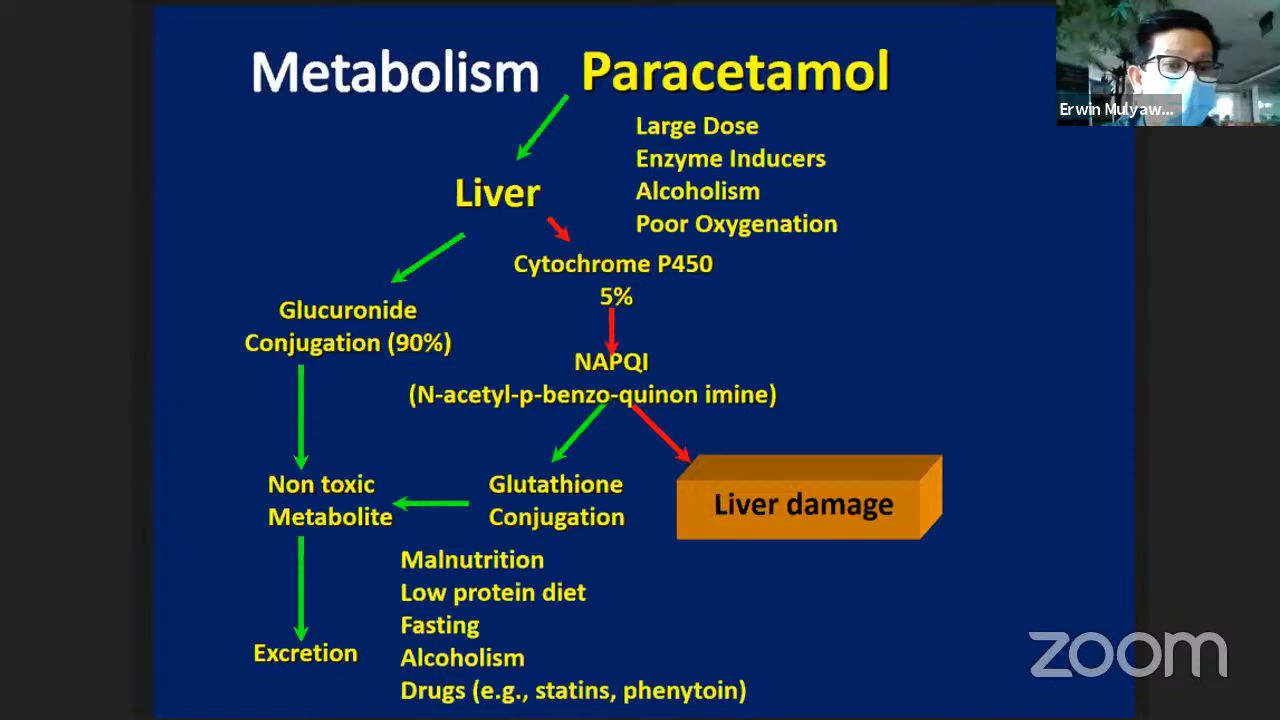 Metabolism Paracetamol
Erwin Mulyaw...
Large Dose
Enzyme Inducers
Alcoholism
Poor Oxygenation
Liver
Cytochrome P450
5%
Glucuronide
Conjugation (90%)
NAPQI
(N-acetyl-p-benzo-quinon imine)
Non toxic
Metabolite
Glutathione
Conjugation
Liver damage
Malnutrition
Low protein diet
Fasting
Alcoholism
Drugs (e.g., statins, phenytoin)
Excretion
zoom